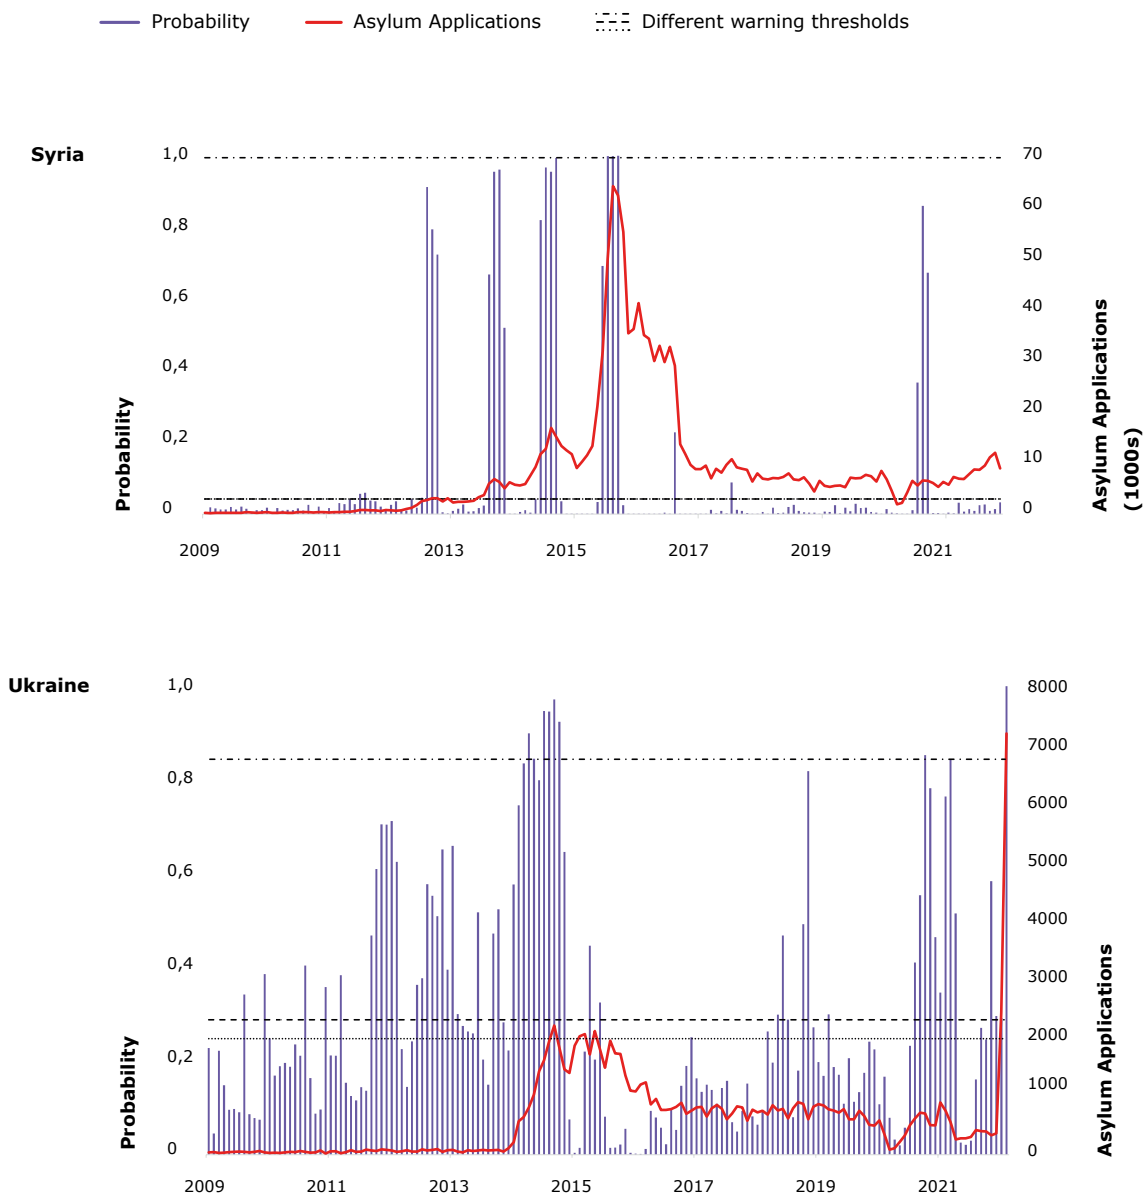 Probability Asylum Applications Different warning thresholds
Syria
Probability
1,0
0,8
0,6
0,4
0,2
0
70
60
50
40
30
20
10
0
Asylum Applications
(1000s)
2009 2011 2013 2015 2017 2019 2021
Ukraine
Probability
1,0
0,8
0,6
0,4
0,2
0
8000
7000
6000
5000
4000
3000
2000
1000
0
Asylum Applications
2009 2011 2013 2015 2017 2019 2021